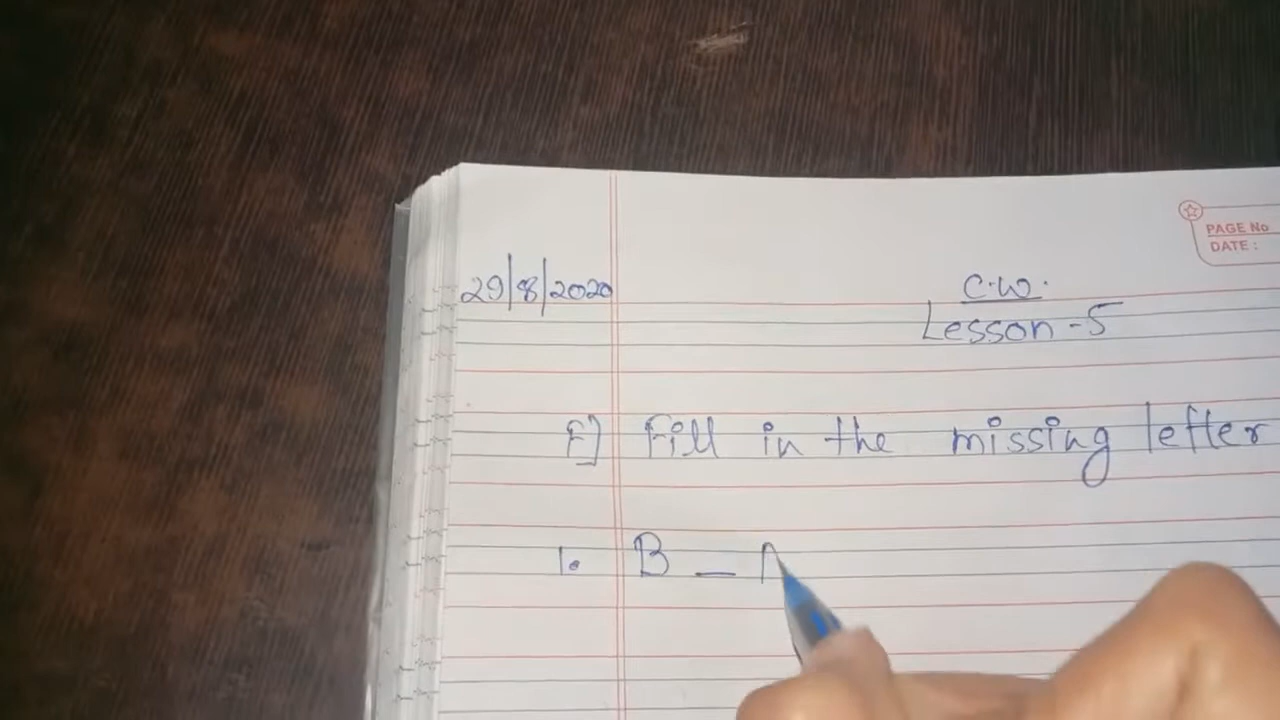 PAGE No
DATE :
29/8/2020
C.W.
Lesson - 5
F] Fill in the missing letter
1. B _